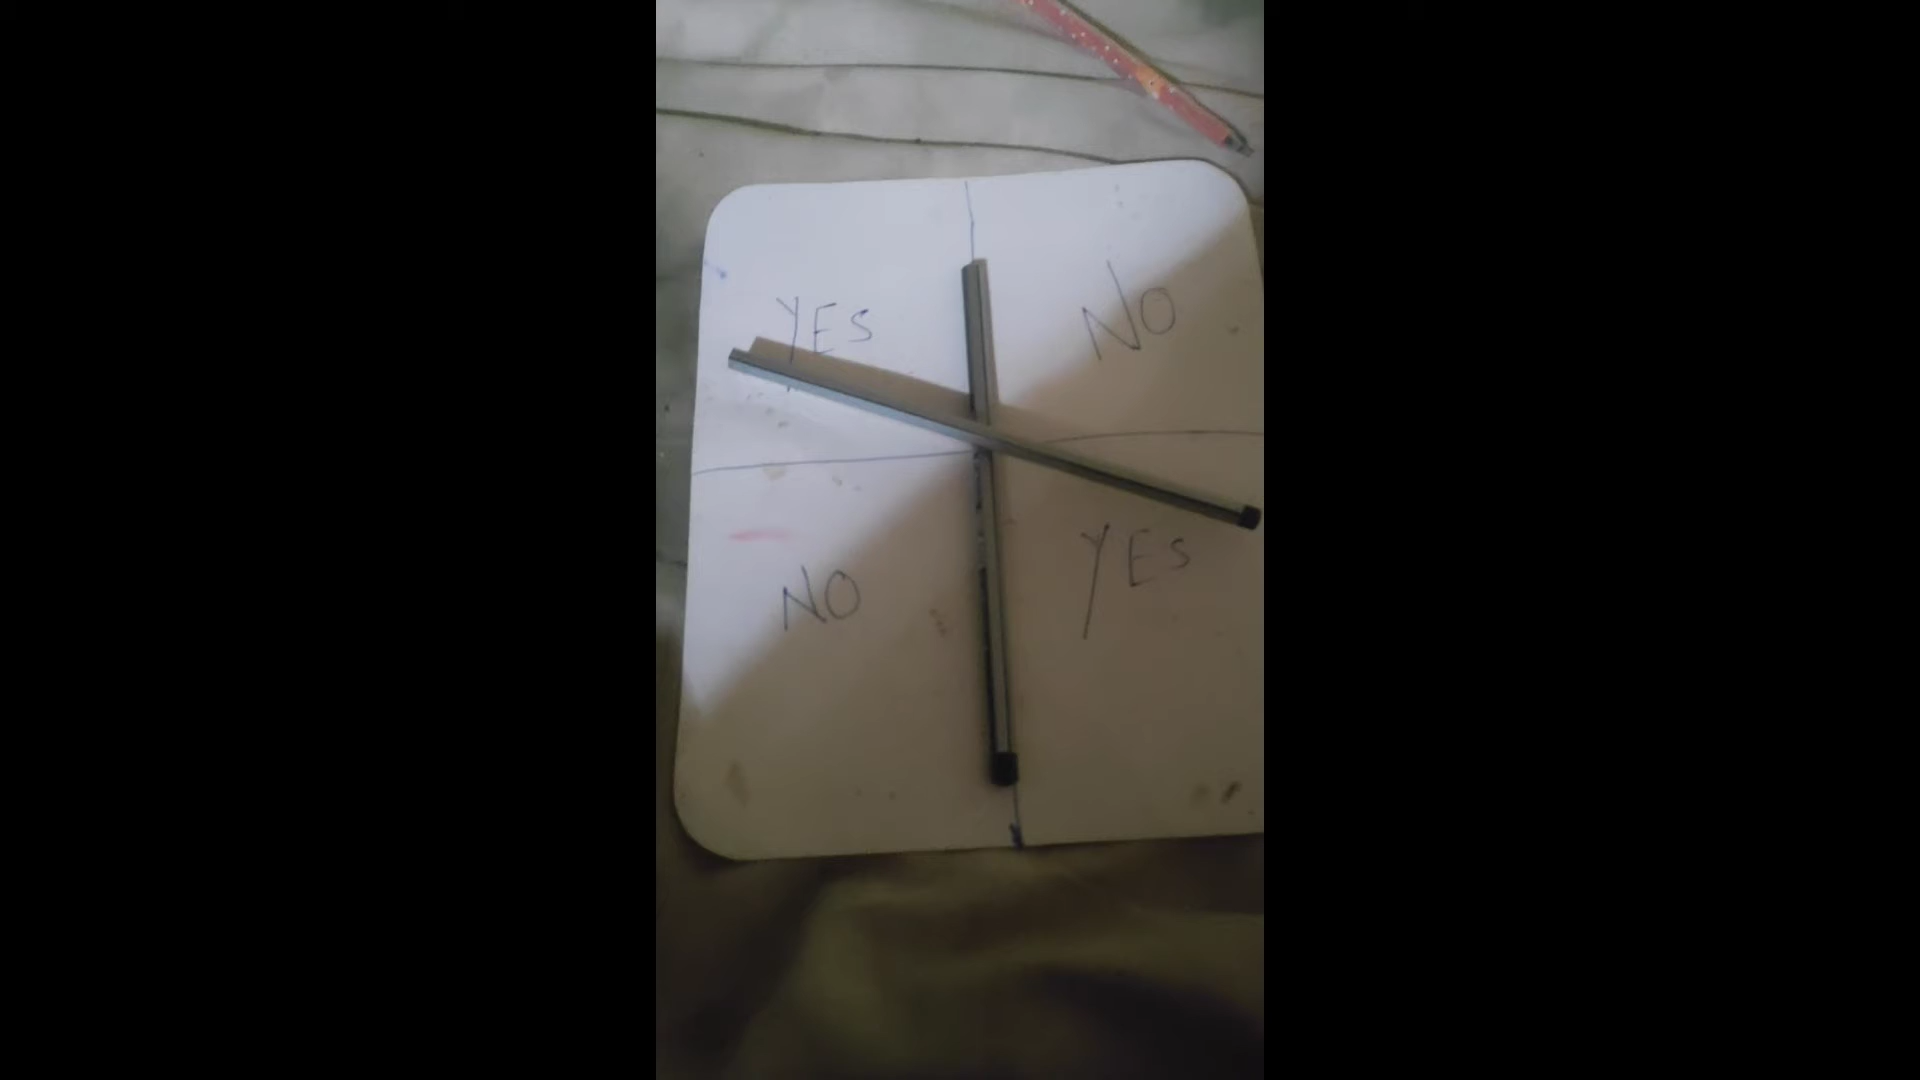 YES NO
NO YES